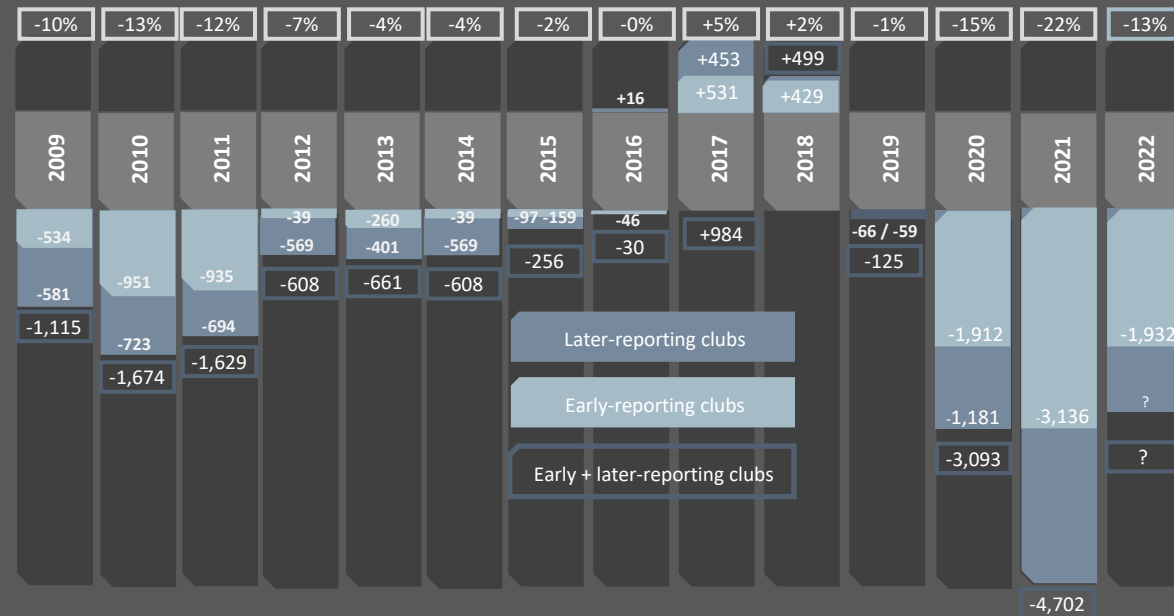 -10% -13% -12% -7% -4% -4% -2% -0% +5% +2% -1% -15% -22% -13%
+453 +499
+16 +531 +429
2009 2010 2011 2012 2013 2014 2015 2016 2017 2018 2019 2020 2021 2022
-39 -260 -39 -97 -159 -46
-534 -569 -401 -569 -30 +984 -66 / -59
-256 -125
-951 -935 -608 -661 -608
-581
-1,115 -694 Later-reporting clubs -1,912 -1,932
-723
-1,629
-1,674
Early-reporting clubs ?
-1,181 -3,136
-3,093 ?
Early + later-reporting clubs
-4,702